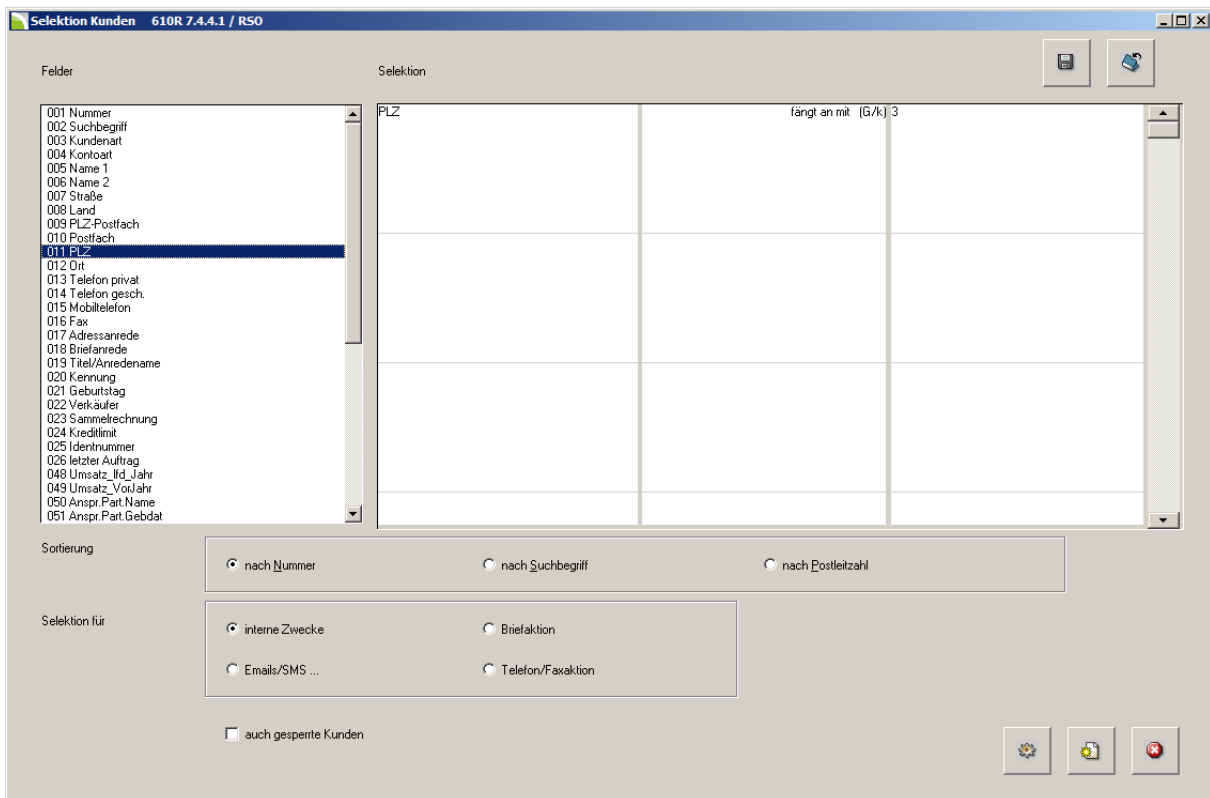 Selektion Kunden 610R 7.4.4.1 / RSO
Felder
Selektion
001 Nummer
002 Suchbegriff
003 Kundenart
004 Kontoart
005 Name 1
006 Name 2
007 Straße
008 Land
009 PLZ-Postfach
010 Postfach
011 PLZ
012 Ort
013 Telefon privat
014 Telefon gesch.
015 Mobiltelefon
016 Fax
017 Adressanrede
018 Briefanrede
019 Titel/Anredename
020 Kennung
021 Geburtstag
022 Verkäufer
023 Sammelrechnung
024 Kreditlimit
025 Identnummer
026 letzter Auftrag
048 Umsatz_lfd_Jahr
049 Umsatz_VorJahr
050 Anspr.Part.Name
051 Anspr.Part.Gebdat
PLZ fängt an mit (G/k) 3
Sortierung
nach Nummer nach Suchbegriff nach Postleitzahl
Selektion für
interne Zwecke Briefaktion
Emails/SMS ... Telefon/Faxaktion
auch gesperrte Kunden